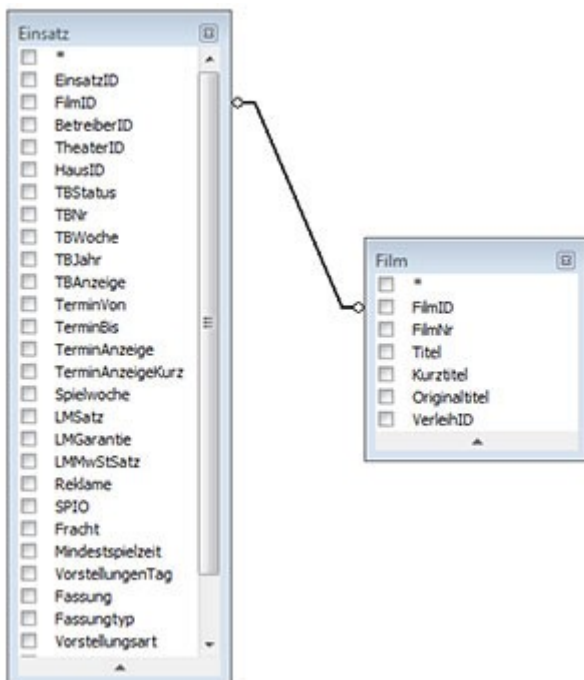 Einsatz
*
EinsatzID
FilmID
BetreiberID
TheaterID
HausID
TBStatus
TBNr
TBWoche
TBJahr
TBAnzeige
TerminVon
TerminBis
TerminAnzeige
TerminAnzeigeKurz
Spielwoche
LMSatz
LMGarantie
LMMwStSatz
Reklame
SPIO
Fracht
Mindestspielzeit
VorstellungenTag
Fassung
Fassungtyp
Vorstellungsart
Film
*
FilmID
FilmNr
Titel
Kurztitel
Originaltitel
VerleihID